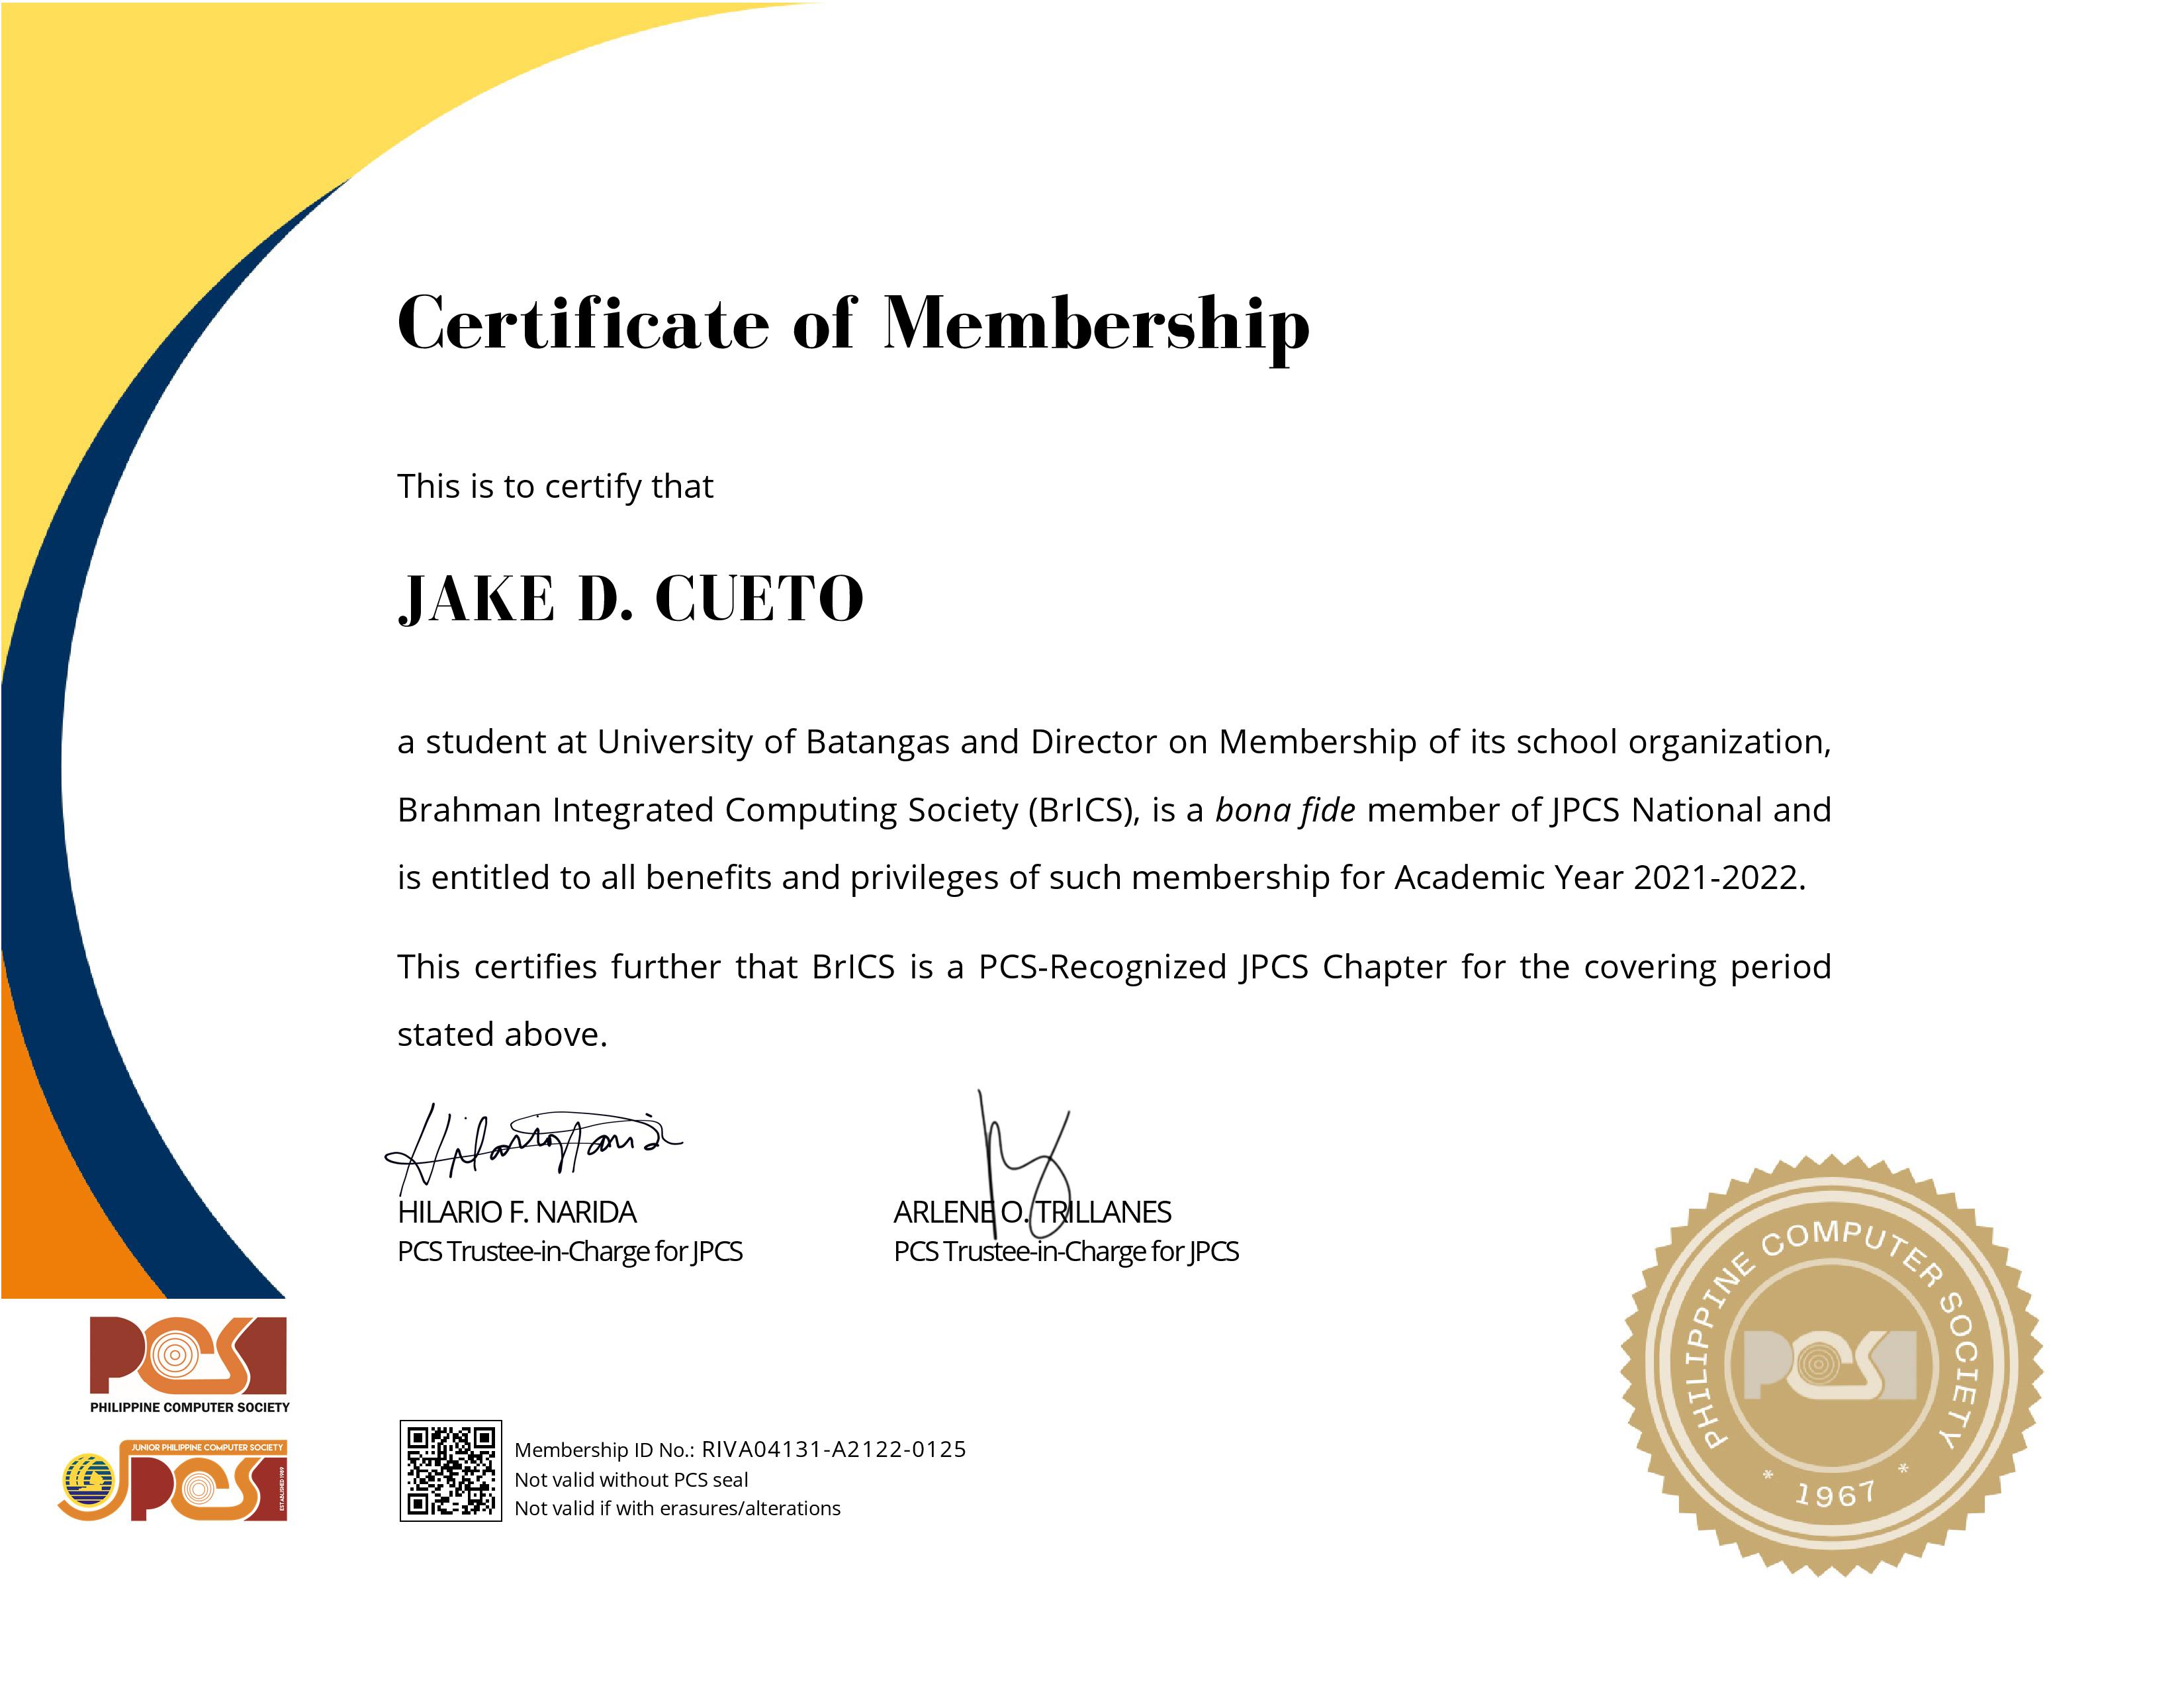 Certificate of Membership
This is to certify that
JAKE D. CUETO
a student at University of Batangas and Director on Membership of its school organization,
Brahman Integrated Computing Society (BrICS), is a bona fide member of JPCS National and
is entitled to all benefits and privileges of such membership for Academic Year 2021-2022.
This certifies further that BrICS is a PCS-Recognized JPCS Chapter for the covering period
stated above.
HILARIO F. NARIDA
PCS Trustee-in-Charge for JPCS
ARLENE O. TRILLANES
PCS Trustee-in-Charge for JPCS
PCS
PHILIPPINE COMPUTER SOCIETY
JUNIOR PHILIPPINE COMPUTER SOCIETY
JPCS
ESTABLISHED 1989
Membership ID No.: RIVA04131-A2122-0125
Not valid without PCS seal
Not valid if with erasures/alterations
PHILIPPINE COMPUTER SOCIETY
PCS
* 1967 *